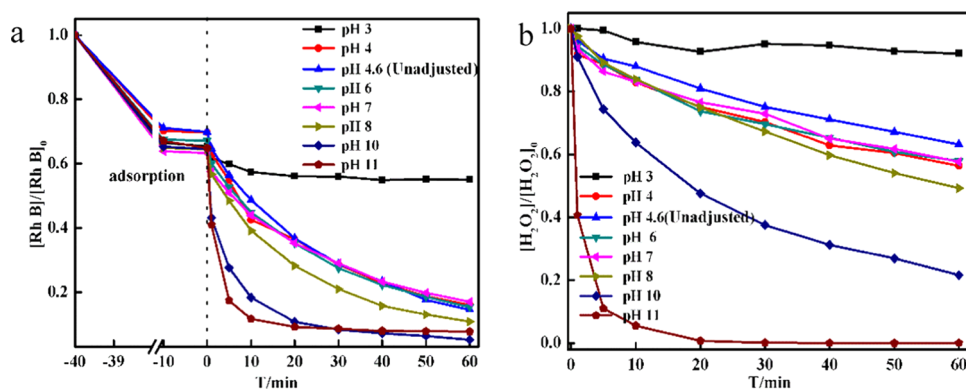 a
[Rh B]/[Rh B]0
1.0
0.8
0.6
0.4
0.2
adsorption
pH 3
pH 4
pH 4.6 (Unadjusted)
pH 6
pH 7
pH 8
pH 10
pH 11
-40
-39
-10
0
10
20
30
40
50
60
T/min
b
[H2O2]/[H2O2]0
1.0
0.8
0.6
0.4
0.2
0.0
pH 3
pH 4
pH 4.6(Unadjusted)
pH 6
pH 7
pH 8
pH 10
pH 11
0
10
20
30
40
50
60
T/min